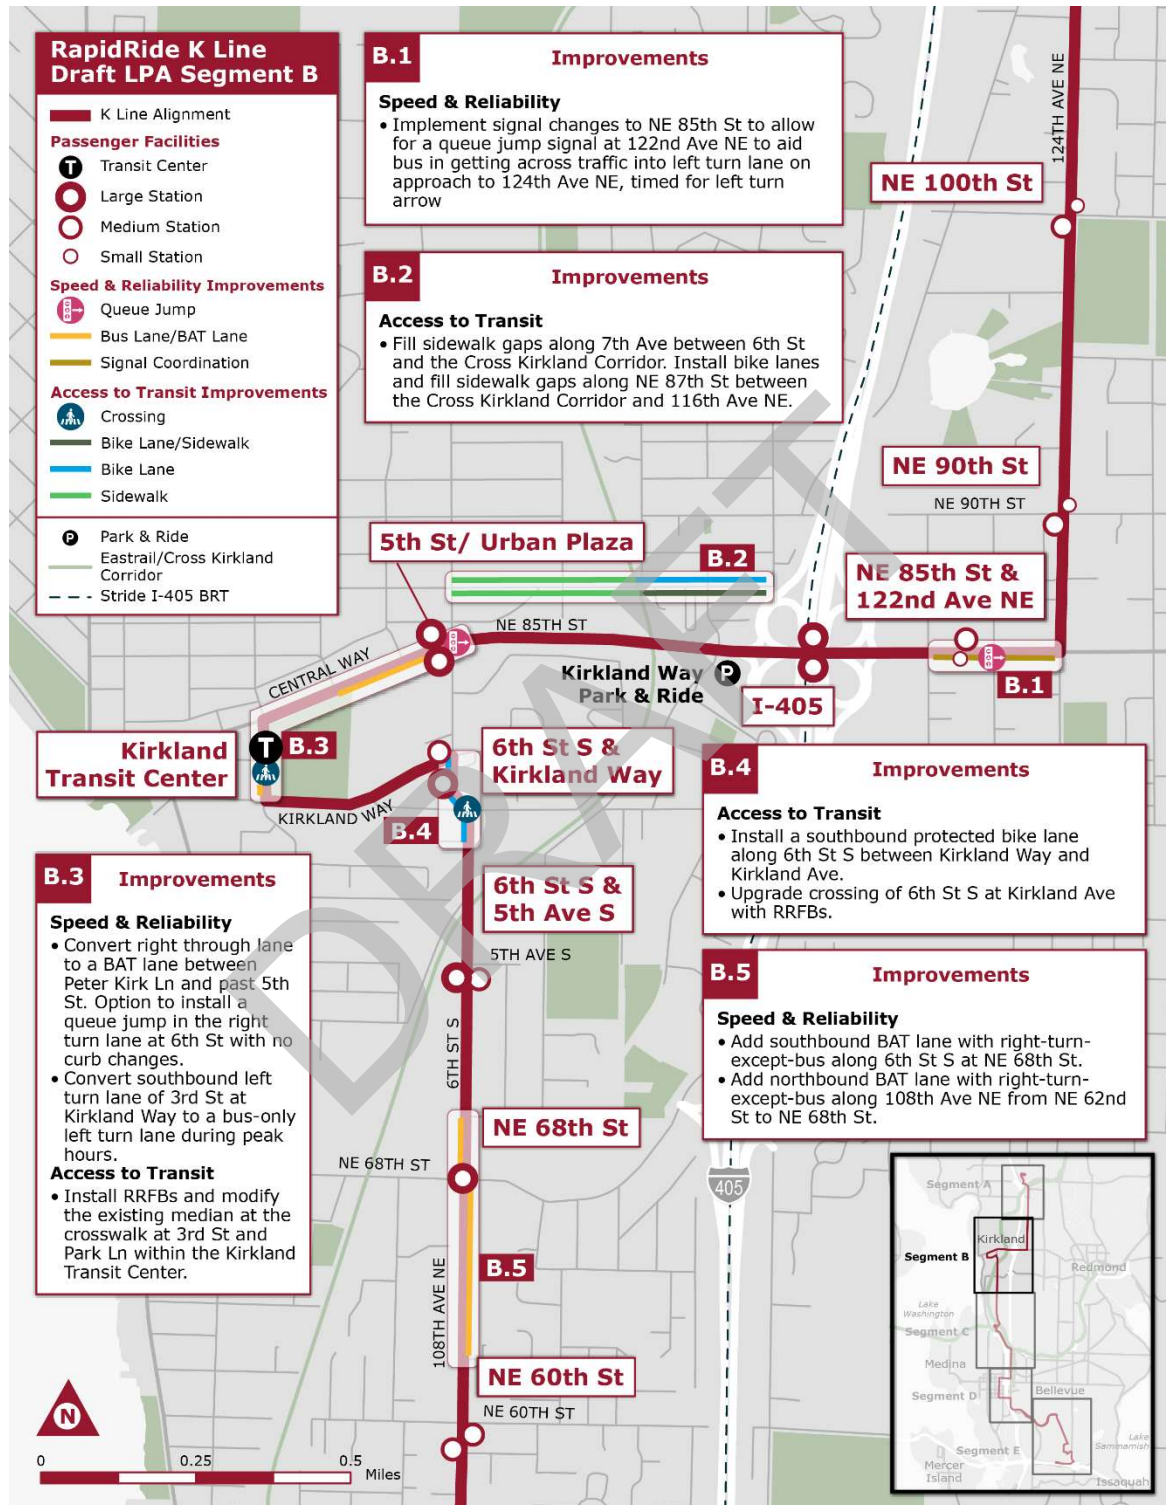 RapidRide K Line
Draft LPA Segment B
K Line Alignment
Passenger Facilities
T
Transit Center
Large Station
Medium Station
Small Station
Speed & Reliability Improvements
Queue Jump
Bus Lane/BAT Lane
Signal Coordination
Access to Transit Improvements
Crossing
Bike Lane/Sidewalk
Bike Lane
Sidewalk
P
Park & Ride
Eastrail/Cross Kirkland
Corridor
Stride I-405 BRT
B.1
Improvements
Speed & Reliability
• Implement signal changes to NE 85th St to allow
for a queue jump signal at 122nd Ave NE to aid
bus in getting across traffic into left turn lane on
approach to 124th Ave NE, timed for left turn
arrow
B.2
Improvements
Access to Transit
• Fill sidewalk gaps along 7th Ave between 6th St
and the Cross Kirkland Corridor. Install bike lanes
and fill sidewalk gaps along NE 87th St between
the Cross Kirkland Corridor and 116th Ave NE.
124TH AVE NE
NE 100th St
NE 90th St
NE 90TH ST
5th St/ Urban Plaza
B.2
NE 85th St &
122nd Ave NE
NE 85TH ST
CENTRAL WAY
Kirkland Way
Park & Ride
P
B.1
I-405
Kirkland
Transit Center
T
B.3
6th St S &
Kirkland Way
KIRKLAND WAY
B.4
B.4
Improvements
Access to Transit
• Install a southbound protected bike lane
along 6th St S between Kirkland Way and
Kirkland Ave.
• Upgrade crossing of 6th St S at Kirkland Ave
with RRFBs.
B.3
Improvements
Speed & Reliability
• Convert right through lane
to a BAT lane between
Peter Kirk Ln and past 5th
St. Option to install a
queue jump in the right
turn lane at 6th St with no
curb changes.
• Convert southbound left
turn lane of 3rd St at
Kirkland Way to a bus-only
left turn lane during peak
hours.
Access to Transit
• Install RRFBs and modify
the existing median at the
crosswalk at 3rd St and
Park Ln within the Kirkland
Transit Center.
6th St S &
5th Ave S
5TH AVE S
6TH ST S
B.5
Improvements
Speed & Reliability
• Add southbound BAT lane with right-turn-
except-bus along 6th St S at NE 68th St.
• Add northbound BAT lane with right-turn-
except-bus along 108th Ave NE from NE 62nd
St to NE 68th St.
NE 68th St
NE 68TH ST
405
B.5
108TH AVE NE
NE 60th St
NE 60TH ST
DRAFT
N
0
0.25
0.5
Miles
Segment A
Kirkland
Segment B
Redmond
Lake
Washington
Segment C
Medina
Segment D
Bellevue
Segment E
Lake
Sammamish
Mercer
Island
Issaquah